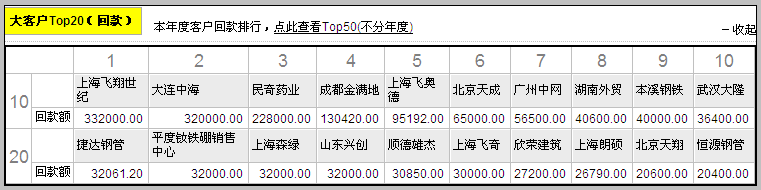 大客户Top20（回款） 本年度客户回款排行，点此查看Top50(不分年度) – 收起
1 2 3 4 5 6 7 8 9 10
10 上海飞翔世纪 大连中海 民奇药业 成都金满地 上海飞奥德 北京天成 广州中网 湖南外贸 本溪钢铁 武汉大隆
回款额 332000.00 320000.00 228000.00 130420.00 95192.00 65000.00 56500.00 40600.00 40000.00 36400.00
20 捷达钢管 平度钕铁硼销售中心 上海森绿 山东兴创 顺德雄杰 上海飞奇 欣荣建筑 上海朗硕 北京天翔 恒源钢管
回款额 32061.20 32000.00 32000.00 32000.00 30850.00 30000.00 27200.00 26790.00 20600.00 20400.00